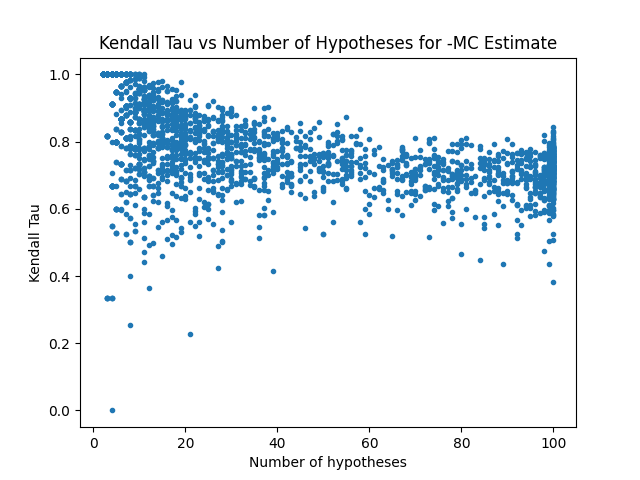 Kendall Tau vs Number of Hypotheses for -MC Estimate
1.0
0.8
0.6
0.4
0.2
0.0
Kendall Tau
0 20 40 60 80 100
Number of hypotheses